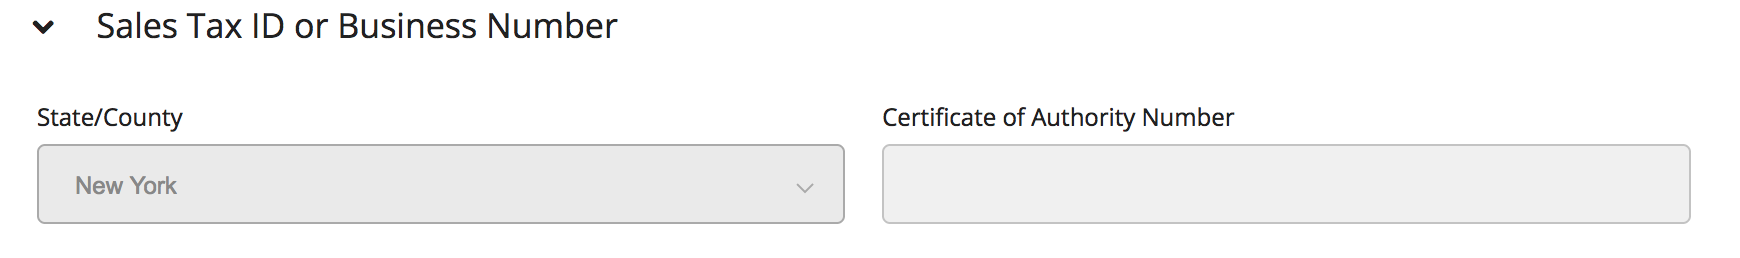 Sales Tax ID or Business Number
State/County
Certificate of Authority Number
New York